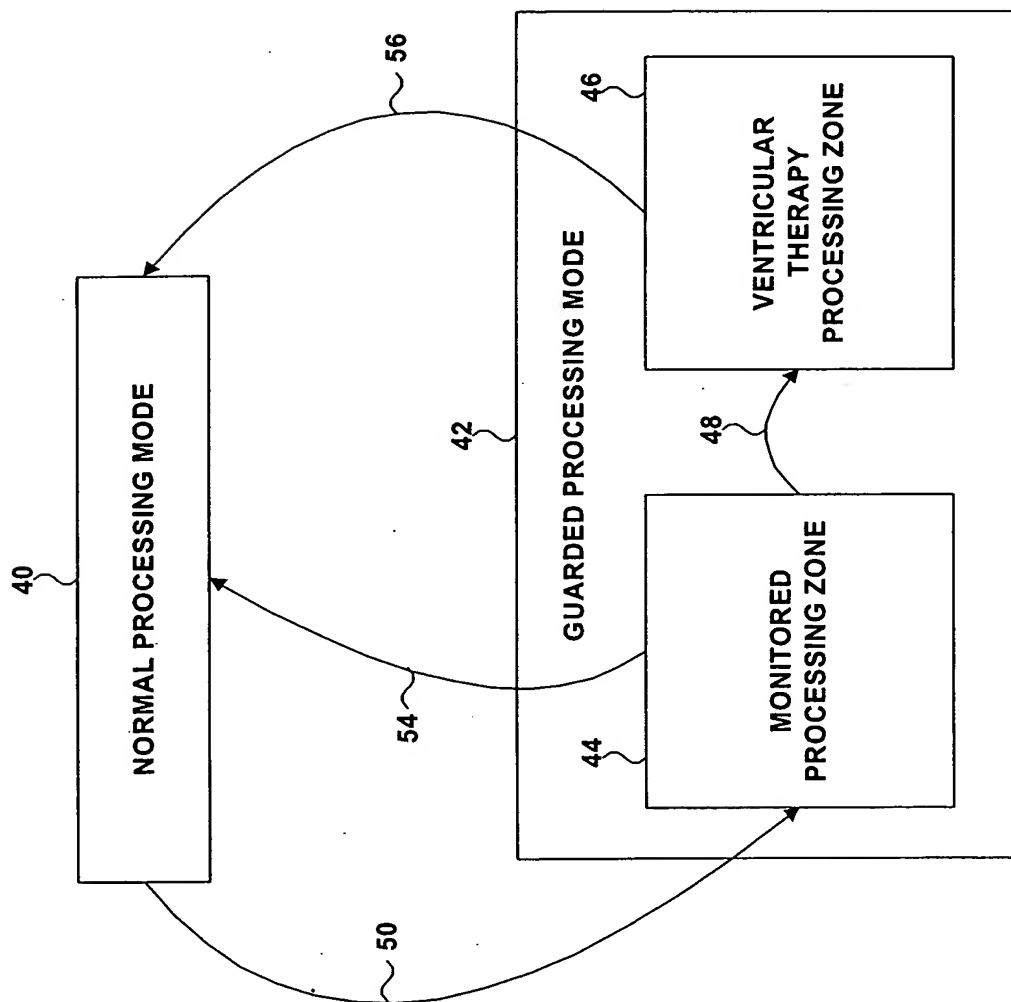 40
NORMAL PROCESSING MODE
50
54
56
42
GUARDED PROCESSING MODE
44
MONITORED
PROCESSING ZONE
48
46
VENTRICULAR
THERAPY
PROCESSING ZONE